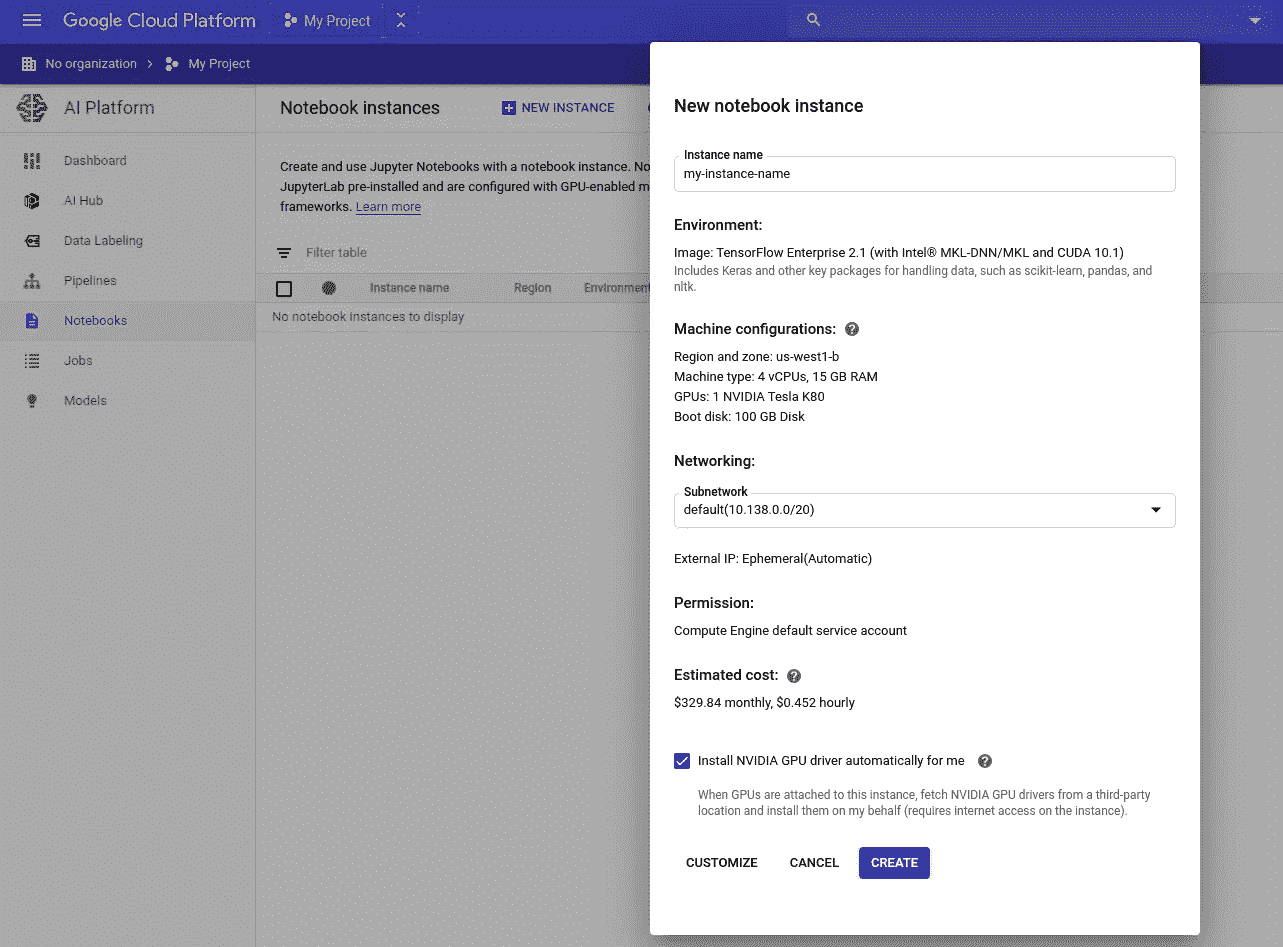 Google Cloud Platform
My Project
No organization
My Project
AI Platform
Dashboard
AI Hub
Data Labeling
Pipelines
Notebooks
Jobs
Models
Notebook instances
NEW INSTANCE
Create and use Jupyter Notebooks with a notebook instance.
JupyterLab pre-installed and are configured with GPU-enabled
frameworks. Learn more
Filter table
Instance name Region Environment
No notebook instances to display
New notebook instance
Instance name
my-instance-name
Environment:
Image: TensorFlow Enterprise 2.1 (with Intel® MKL-DNN/MKL and CUDA 10.1)
Includes Keras and other key packages for handling data, such as scikit-learn, pandas, and
nltk.
Machine configurations:
Region and zone: us-west1-b
Machine type: 4 vCPUs, 15 GB RAM
GPUs: 1 NVIDIA Tesla K80
Boot disk: 100 GB Disk
Networking:
Subnetwork
default(10.138.0.0/20)
External IP: Ephemeral(Automatic)
Permission:
Compute Engine default service account
Estimated cost:
$329.84 monthly, $0.452 hourly
Install NVIDIA GPU driver automatically for me
When GPUs are attached to this instance, fetch NVIDIA GPU drivers from a third-party
location and install them on my behalf (requires internet access on the instance).
CUSTOMIZE
CANCEL
CREATE